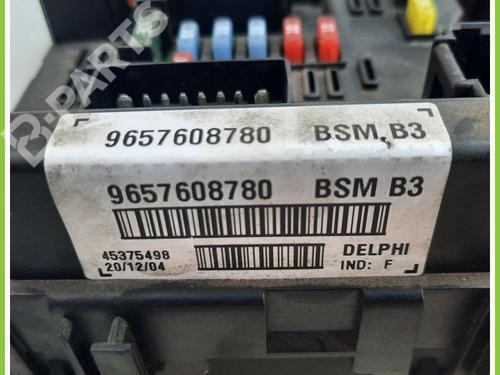 B-PARTS
9657608780 BSM B3
9657608780 BSM B3
45375498 DELPHI
20/12/04 IND: F